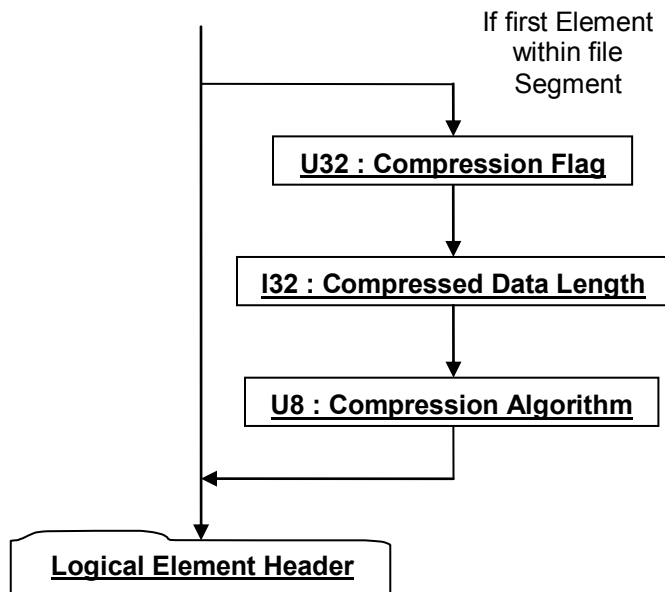 If first Element
within file
Segment
U32 : Compression Flag
I32 : Compressed Data Length
U8 : Compression Algorithm
Logical Element Header